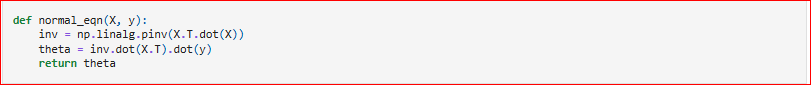 def normal_eqn(X, y):
    inv = np.linalg.pinv(X.T.dot(X))
    theta = inv.dot(X.T).dot(y)
    return theta